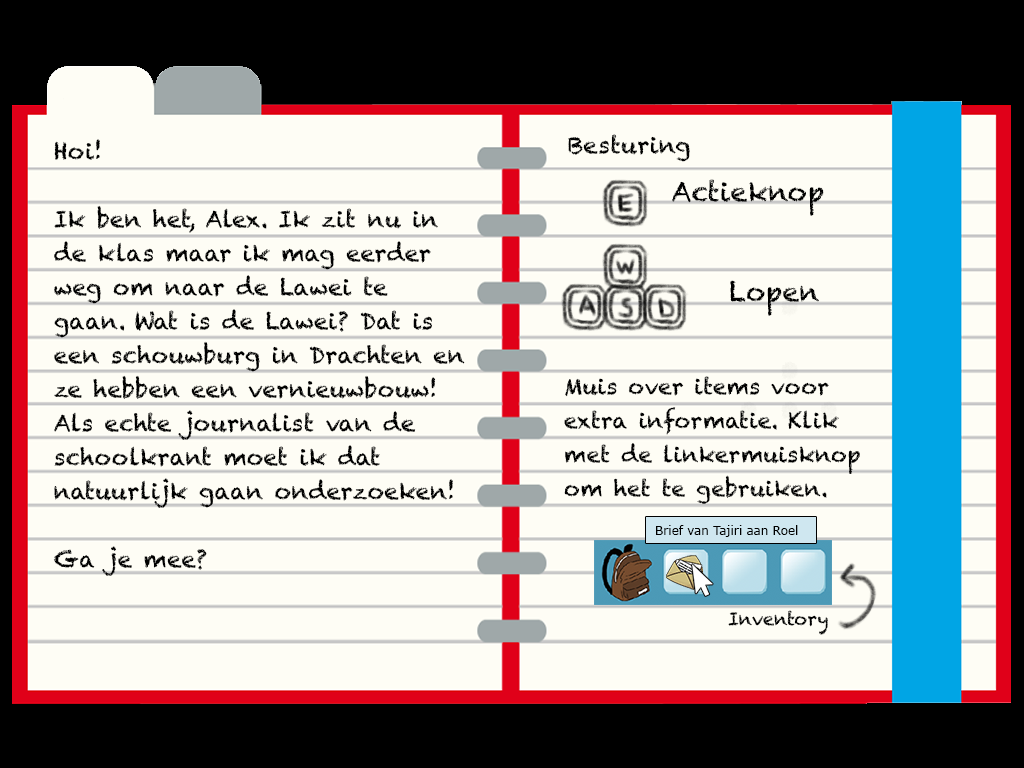 Hoi!
Ik ben het, Alex. Ik zit nu in
de klas maar ik mag eerder
weg om naar de Lawei te
gaan. Wat is de Lawei? Dat is
een schouwburg in Drachten en
ze hebben een vernieuwbouw!
Als echte journalist van de
schoolkrant moet ik dat
natuurlijk gaan onderzoeken!
Ga je mee?
Besturing
E
Actieknop
W
A S D
Lopen
Muis over items voor
extra informatie. Klik
met de linkermuisknop
om het te gebruiken.
Brief van Tajiri aan Roel
Inventory